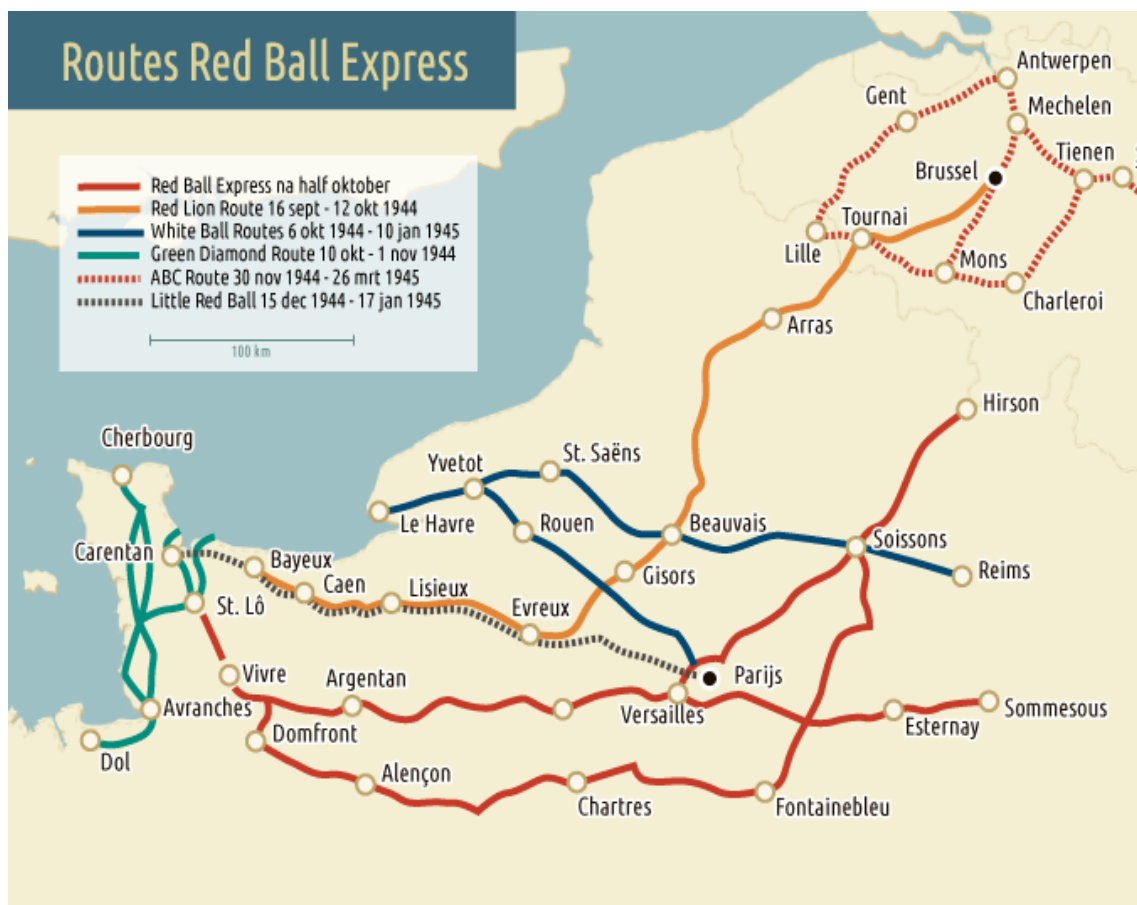 Routes Red Ball Express
Red Ball Express na half oktober
Red Lion Route 16 sept - 12 okt 1944
White Ball Routes 6 okt 1944 - 10 jan 1945
Green Diamond Route 10 okt - 1 nov 1944
ABC Route 30 nov 1944 - 26 mrt 1945
Little Red Ball 15 dec 1944 - 17 jan 1945
100 km
Antwerpen
Gent
Mechelen
Tienen
Brussel
Tournai
Lille
Mons
Charleroi
Arras
Hirson
Cherbourg
St. Saëns
Yvetot
Le Havre
Rouen
Beauvais
Soissons
Carentan
Bayeux
Gisors
Reims
Caen
Lisieux
St. Lô
Evreux
Vivre
Argentan
Parijs
Avranches
Versailles
Sommesous
Esternay
Domfront
Dol
Alençon
Chartres
Fontainebleu